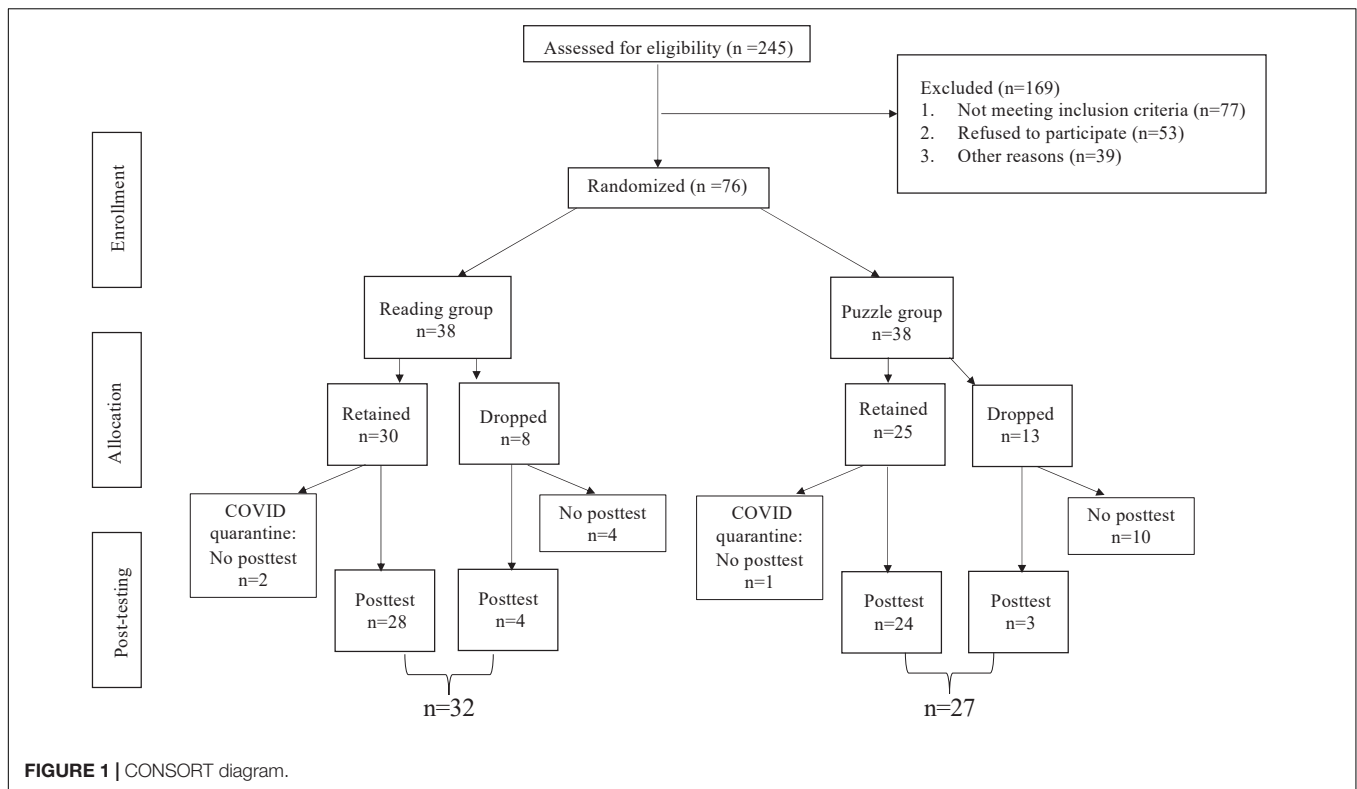 Assessed for eligibility (n =245)
Excluded (n=169)
1. Not meeting inclusion criteria (n=77)
2. Refused to participate (n=53)
3. Other reasons (n=39)
Enrollment
Randomized (n =76)
Reading group
n=38
Puzzle group
n=38
Allocation
Retained
n=30
Dropped
n=8
Retained
n=25
Dropped
n=13
COVID
quarantine:
No posttest
n=2
No posttest
n=4
COVID
quarantine:
No posttest
n=1
No posttest
n=10
Post-testing
Posttest
n=28
Posttest
n=4
Posttest
n=24
Posttest
n=3
n=32
n=27
FIGURE 1 | CONSORT diagram.